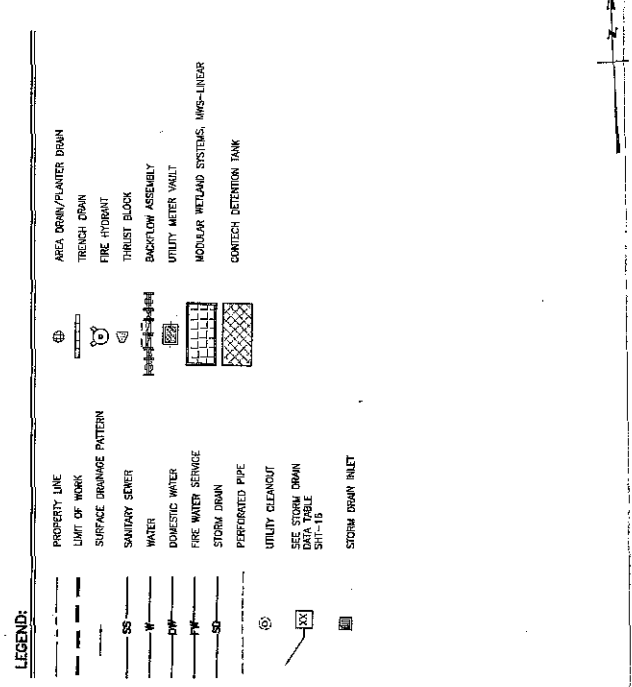 LEGEND:
PROPERTY LINE
LIMIT OF WORK
SURFACE DRAINAGE PATTERN
SS
SANITARY SEWER
W
WATER
DW
DOMESTIC WATER
FW
FIRE WATER SERVICE
SD
STORM DRAIN
PERFORATED PIPE
UTILITY CLEANOUT
XX
SEE STORM DRAIN
DATA TABLE
SHT-15
STORM DRAIN INLET
AREA DRAIN/PLANTER DRAIN
TRENCH DRAIN
FIRE HYDRANT
THRUST BLOCK
BACKFLOW ASSEMBLY
UTILITY METER VAULT
MODULAR WETLAND SYSTEMS, MWS-LINEAR
CONTECH DETENTION TANK